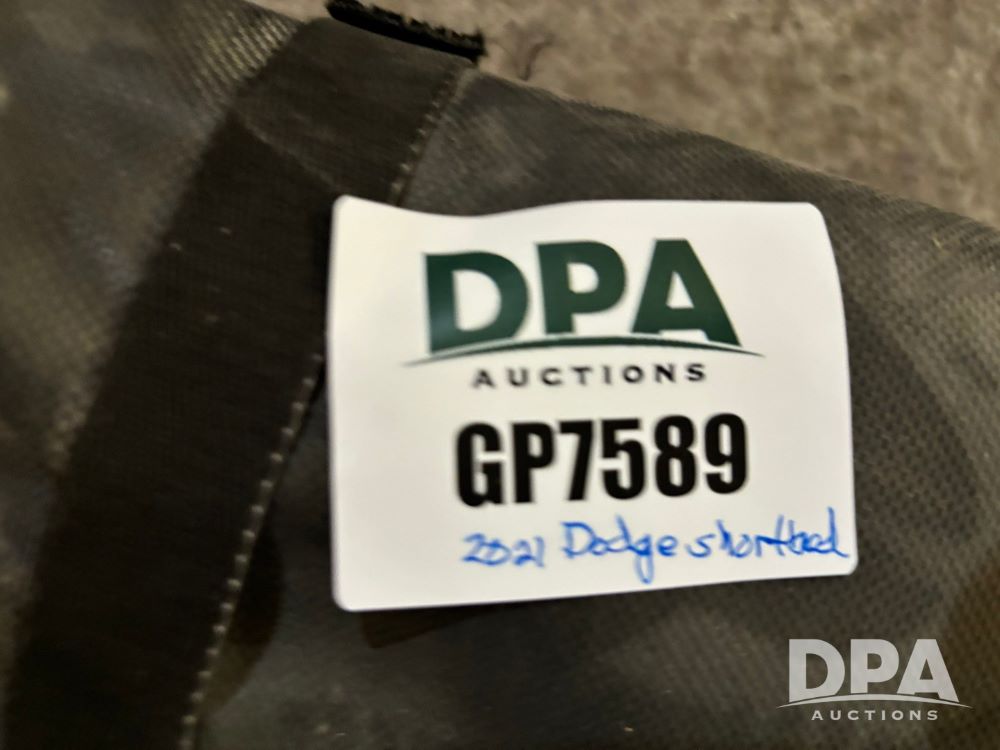 DPA
AUCTIONS
GP7589
2021 Dodge shortbed
DPA
AUCTIONS